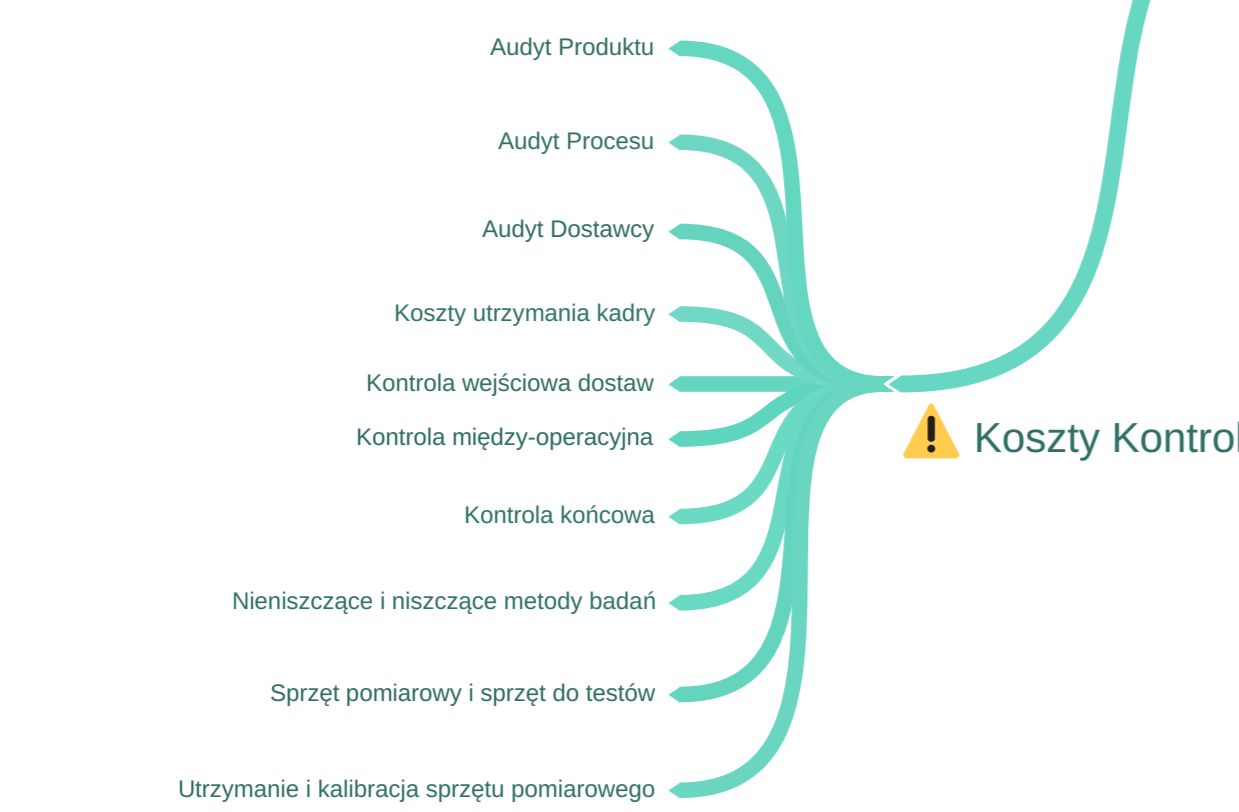 Audyt Produktu
Audyt Procesu
Audyt Dostawcy
Koszty utrzymania kadry
Kontrola wejściowa dostaw
Kontrola między-operacyjna
Koszty Kontrol
Kontrola końcowa
Nieniszczące i niszczące metody badań
Sprzęt pomiarowy i sprzęt do testów
Utrzymanie i kalibracja sprzętu pomiarowego